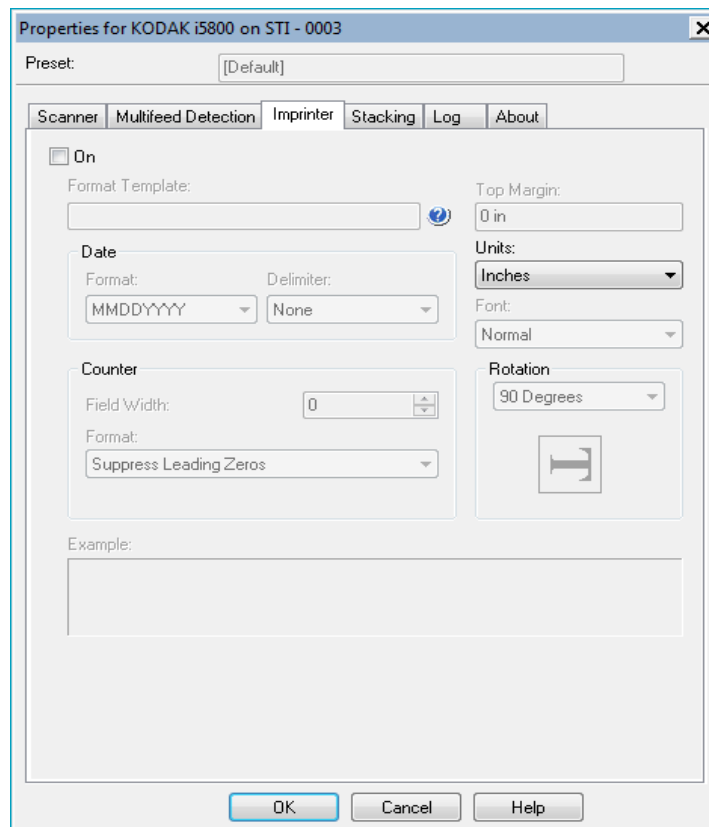 Properties for KODAK i5800 on STI - 0003
Preset: [Default]
Scanner Multifeed Detection Imprinter Stacking Log About
On
Format Template: Top Margin:
0 in
Date Units:
Format: Delimiter: Inches
MMDDYYYY None Font:
Normal
Counter Rotation
Field Width: 0 90 Degrees
Format:
Suppress Leading Zeros
Example:
OK Cancel Help